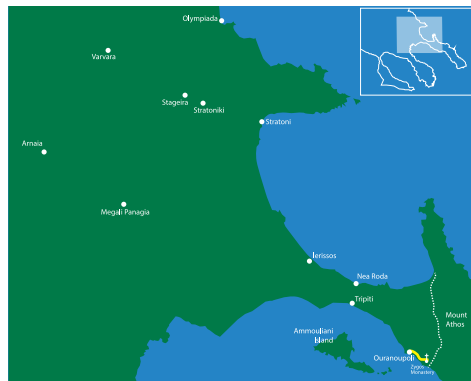 Olympiada
Varvara
Stageira
Stratoniki
Stratoni
Arnaia
Megali Panagia
Ierissos
Nea Roda
Tripiti
Mount
Athos
Ammouliani
Island
Ouranoupoli
Zygos
Monastery